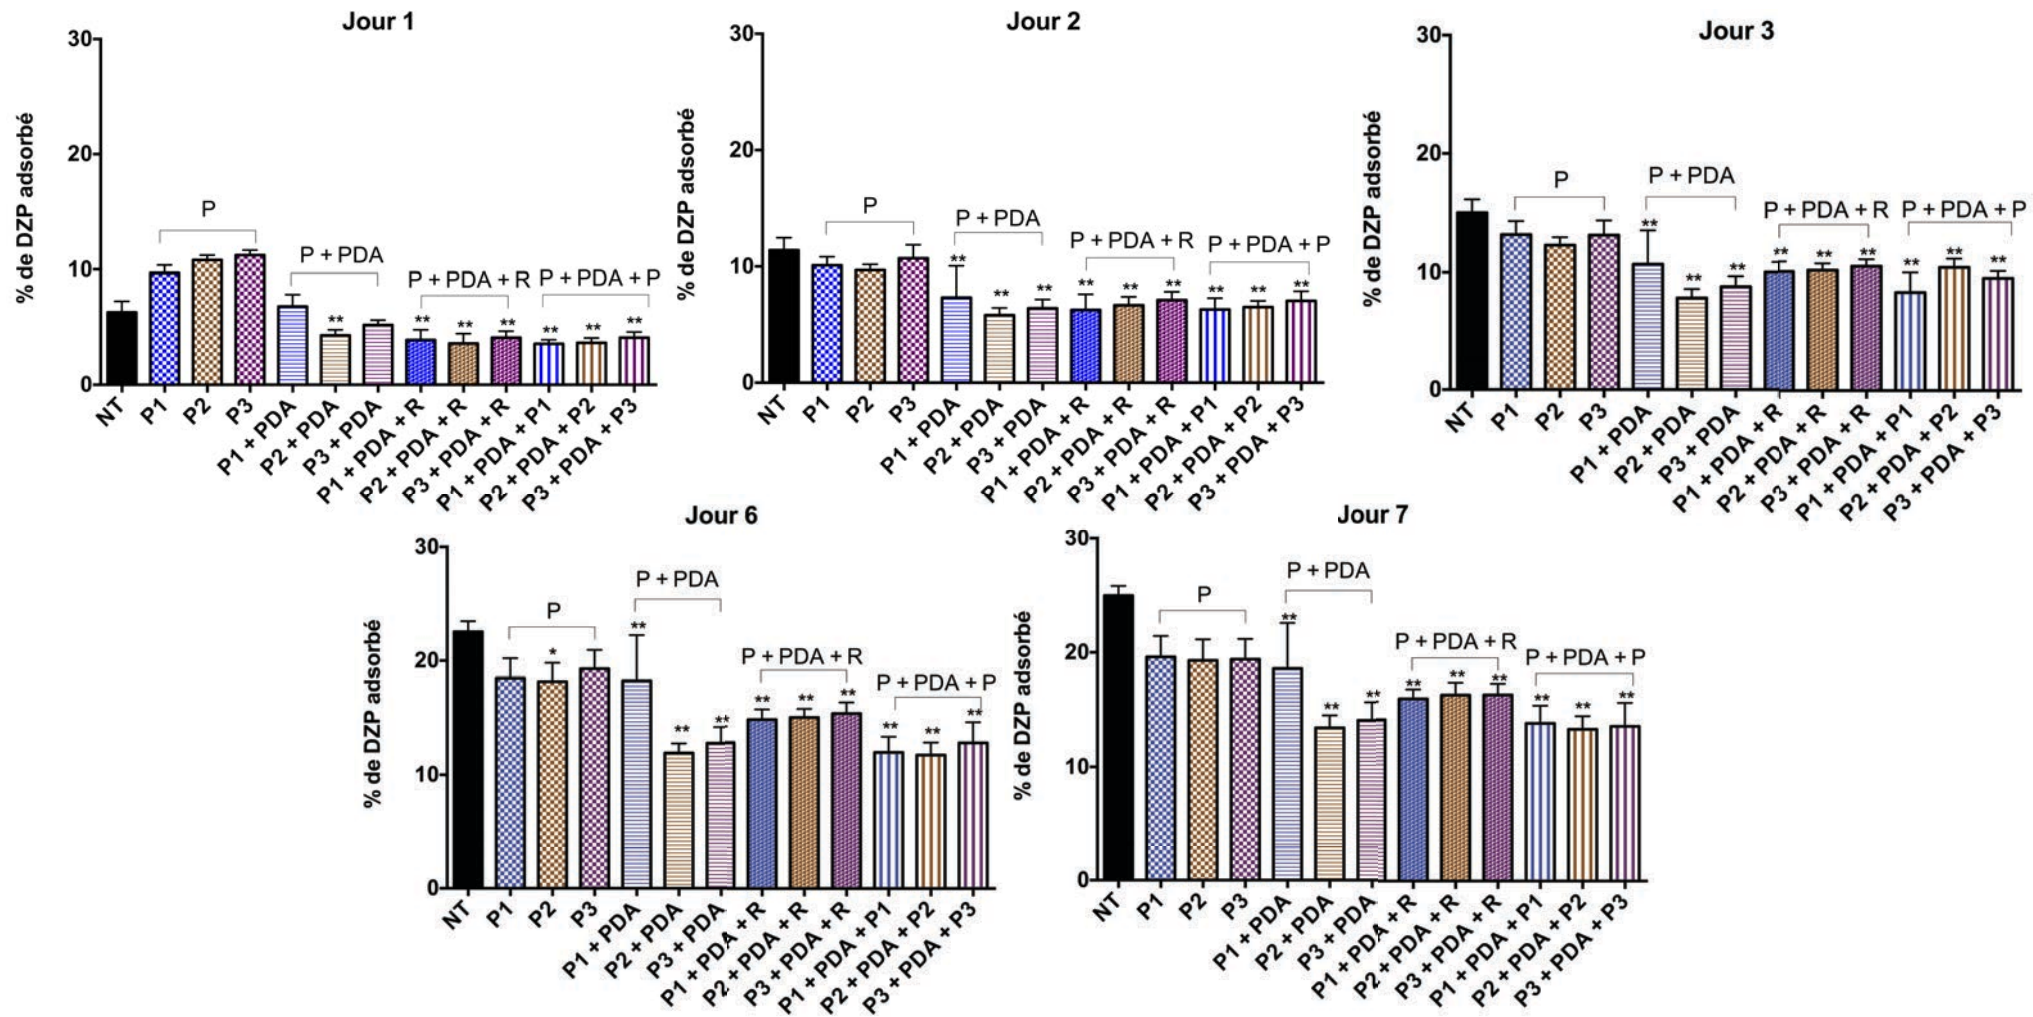 Jour 1
% de DZP adsorbé
30
20
10
0
P
P + PDA
P + PDA + R
P + PDA + P
**
** ** **
** ** **
NT
P1
P2
P3
P1 + PDA
P2 + PDA
P3 + PDA
P1 + PDA + R
P2 + PDA + R
P3 + PDA + R
P1 + PDA + P1
P2 + PDA + P2
P3 + PDA + P3
Jour 2
% de DZP adsorbé
30
20
10
0
P
P + PDA
P + PDA + R
P + PDA + P
** ** **
** ** **
** ** **
NT
P1
P2
P3
P1 + PDA
P2 + PDA
P3 + PDA
P1 + PDA + R
P2 + PDA + R
P3 + PDA + R
P1 + PDA + P1
P2 + PDA + P2
P3 + PDA + P3
Jour 3
% de DZP adsorbé
30
20
10
0
P
P + PDA
P + PDA + R
P + PDA + P
** ** **
** ** **
** ** **
NT
P1
P2
P3
P1 + PDA
P2 + PDA
P3 + PDA
P1 + PDA + R
P2 + PDA + R
P3 + PDA + R
P1 + PDA + P1
P2 + PDA + P2
P3 + PDA + P3
Jour 6
% de DZP adsorbé
30
20
10
0
P
P + PDA
P + PDA + R
P + PDA + P
*
** ** **
** ** **
** ** **
NT
P1
P2
P3
P1 + PDA
P2 + PDA
P3 + PDA
P1 + PDA + R
P2 + PDA + R
P3 + PDA + R
P1 + PDA + P1
P2 + PDA + P2
P3 + PDA + P3
Jour 7
% de DZP adsorbé
30
20
10
0
P
P + PDA
P + PDA + R
P + PDA + P
** ** **
** ** **
** ** **
NT
P1
P2
P3
P1 + PDA
P2 + PDA
P3 + PDA
P1 + PDA + R
P2 + PDA + R
P3 + PDA + R
P1 + PDA + P1
P2 + PDA + P2
P3 + PDA + P3